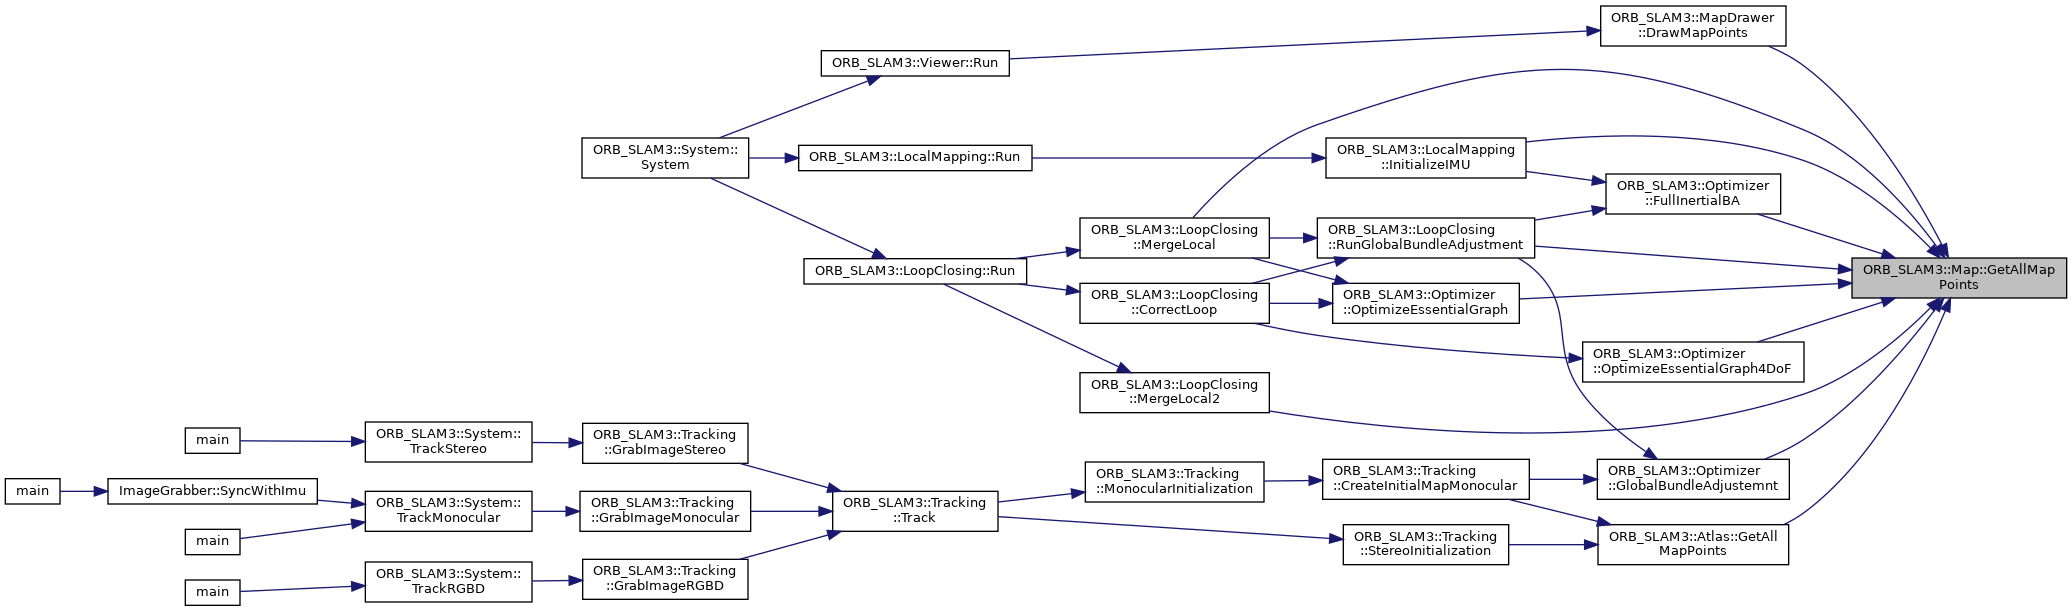 ORB_SLAM3::MapDrawer
::DrawMapPoints
ORB_SLAM3::Viewer::Run
ORB_SLAM3::System::
System
ORB_SLAM3::LocalMapping::Run
ORB_SLAM3::LocalMapping
::InitializeIMU
ORB_SLAM3::Optimizer
::FullInertialBA
ORB_SLAM3::LoopClosing
::MergeLocal
ORB_SLAM3::LoopClosing
::RunGlobalBundleAdjustment
ORB_SLAM3::LoopClosing::Run
ORB_SLAM3::Map::GetAllMap
Points
ORB_SLAM3::LoopClosing
::CorrectLoop
ORB_SLAM3::Optimizer
::OptimizeEssentialGraph
ORB_SLAM3::Optimizer
::OptimizeEssentialGraph4DoF
ORB_SLAM3::LoopClosing
::MergeLocal2
main
ORB_SLAM3::System::
TrackStereo
ORB_SLAM3::Tracking
::GrabImageStereo
main
ImageGrabber::SyncWithImu
ORB_SLAM3::System::
TrackMonocular
ORB_SLAM3::Tracking
::GrabImageMonocular
ORB_SLAM3::Tracking
::Track
ORB_SLAM3::Tracking
::MonocularInitialization
ORB_SLAM3::Tracking
::CreateInitialMapMonocular
ORB_SLAM3::Optimizer
::GlobalBundleAdjustemnt
main
ORB_SLAM3::Tracking
::StereoInitialization
ORB_SLAM3::Atlas::GetAll
MapPoints
main
ORB_SLAM3::System::
TrackRGBD
ORB_SLAM3::Tracking
::GrabImageRGBD